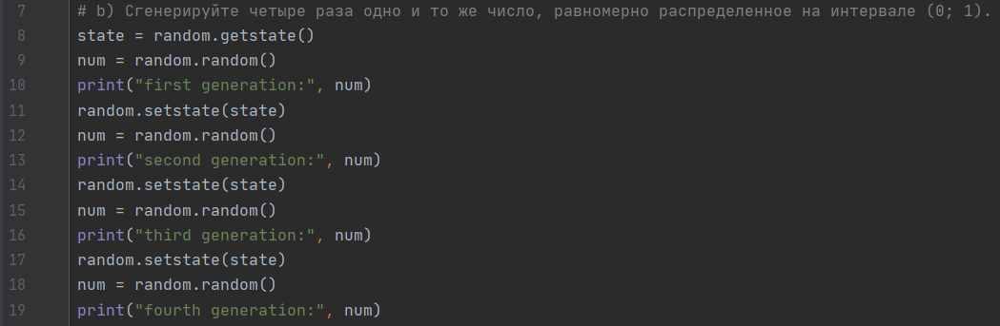 7 # b) Сгенерируйте четыре раза одно и то же число, равномерно распределенное на интервале (0; 1).
8 state = random.getstate()
9 num = random.random()
10 print("first generation:", num)
11 random.setstate(state)
12 num = random.random()
13 print("second generation:", num)
14 random.setstate(state)
15 num = random.random()
16 print("third generation:", num)
17 random.setstate(state)
18 num = random.random()
19 print("fourth generation:", num)